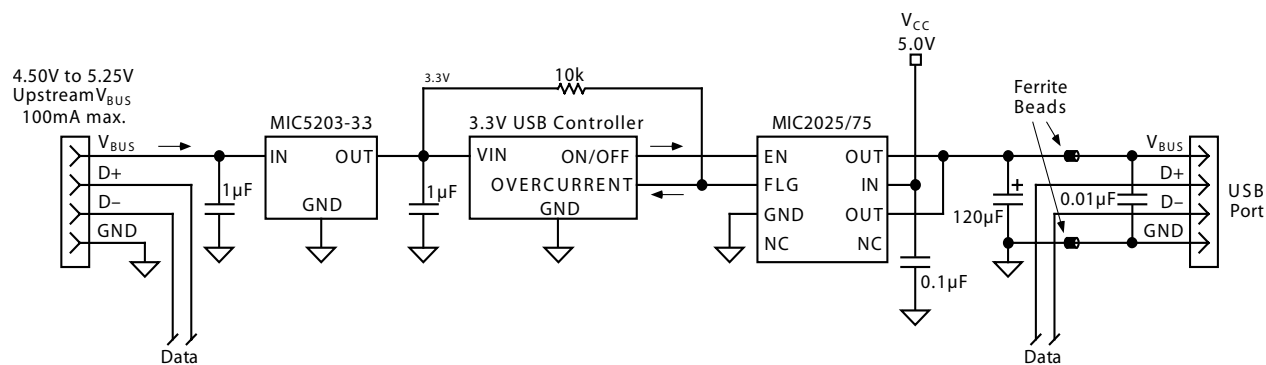 V_CC
5.0V
4.50V to 5.25V
Upstream V_BUS
100mA max.
3.3V
10k
Ferrite
Beads
MIC5203-3.3
3.3V USB Controller
MIC2025/75
V_BUS
D+
D–
GND
1µF
IN
OUT
GND
1µF
VIN
ON/OFF
OVERCURRENT
GND
EN
OUT
FLG
IN
GND
OUT
NC
NC
0.1µF
120µF
+
0.01µF
V_BUS
D+
D–
GND
USB
Port
Data
Data